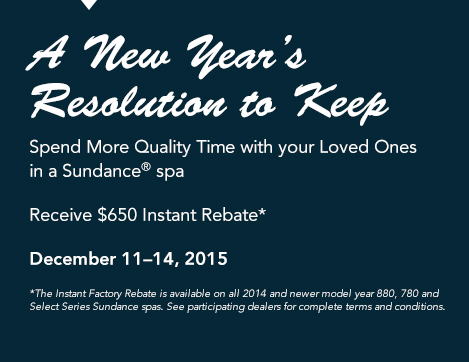 A New Year's
Resolution to Keep
Spend More Quality Time with your Loved Ones
in a Sundance® spa
Receive $650 Instant Rebate*
December 11–14, 2015
*The Instant Factory Rebate is available on all 2014 and newer model year 880, 780 and
Select Series Sundance spas. See participating dealers for complete terms and conditions.